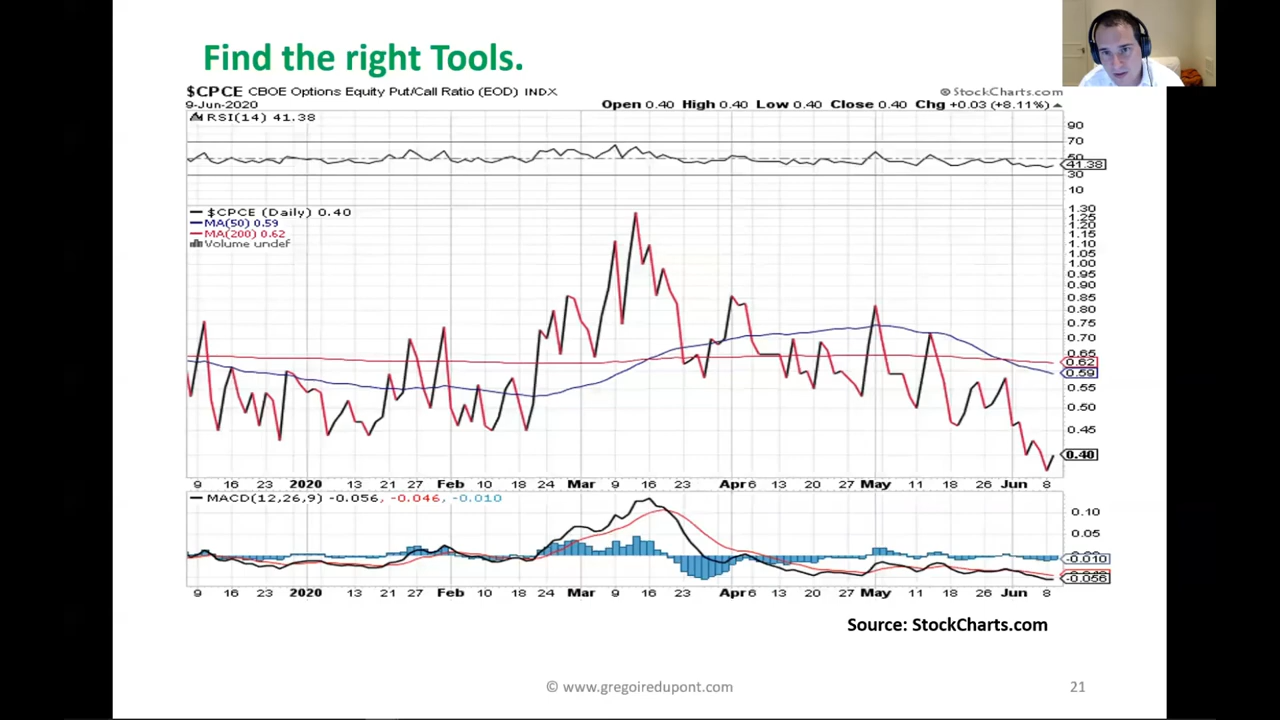 Find the right Tools.
$CPCE CBOE Options Equity Put/Call Ratio (EOD) INDX
© StockCharts.com
9-Jun-2020
Open 0.40 High 0.40 Low 0.40 Close 0.40 Chg +0.03 (+8.11%)
RSI(14) 41.38
90
70
50
41.38
30
10
$CPCE (Daily) 0.40
MA(50) 0.59
MA(200) 0.62
Volume undef
1.30
1.25
1.20
1.15
1.10
1.05
1.00
0.95
0.90
0.85
0.80
0.75
0.70
0.65
0.62
0.59
0.55
0.50
0.45
0.40
9 16 23 2020 13 21 27 Feb 10 18 24 Mar 9 16 23 Apr 6 13 20 27 May 11 18 26 Jun 8
MACD(12,26,9) -0.056, -0.046, -0.010
0.10
0.05
-0.010
-0.056
9 16 23 2020 13 21 27 Feb 10 18 24 Mar 9 16 23 Apr 6 13 20 27 May 11 18 26 Jun 8
Source: StockCharts.com
© www.gregoiredupont.com
21